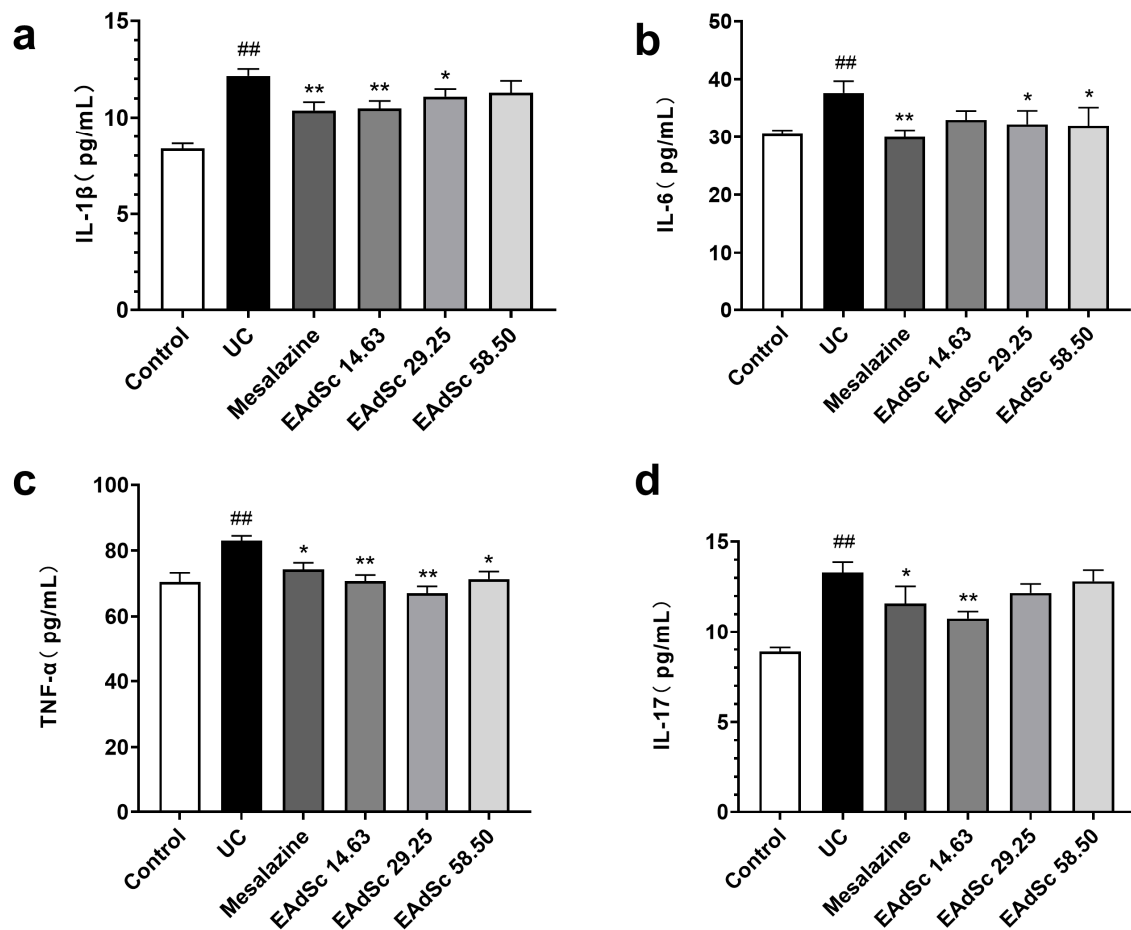 a
IL-1β( pg/mL)
15
10
5
0
##
**
**
*
Control
UC
Mesalazine
EAdSc 14.63
EAdSc 29.25
EAdSc 58.50
b
IL-6( pg/mL)
50
40
30
20
10
0
##
**
*
*
Control
UC
Mesalazine
EAdSc 14.63
EAdSc 29.25
EAdSc 58.50
c
TNF-α( pg/mL)
100
80
60
40
20
0
##
*
**
**
*
Control
UC
Mesalazine
EAdSc 14.63
EAdSc 29.25
EAdSc 58.50
d
IL-17( pg/mL)
15
10
5
0
##
*
**
Control
UC
Mesalazine
EAdSc 14.63
EAdSc 29.25
EAdSc 58.50